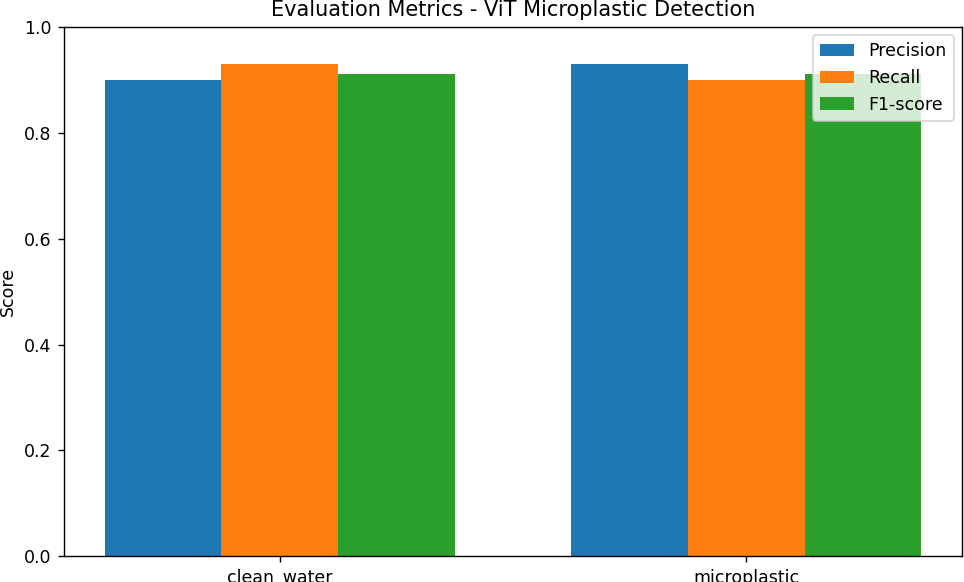 Evaluation Metrics - ViT Microplastic Detection
1.0
0.8
0.6
0.4
0.2
0.0
Score
Precision
Recall
F1-score
clean_water
microplastic